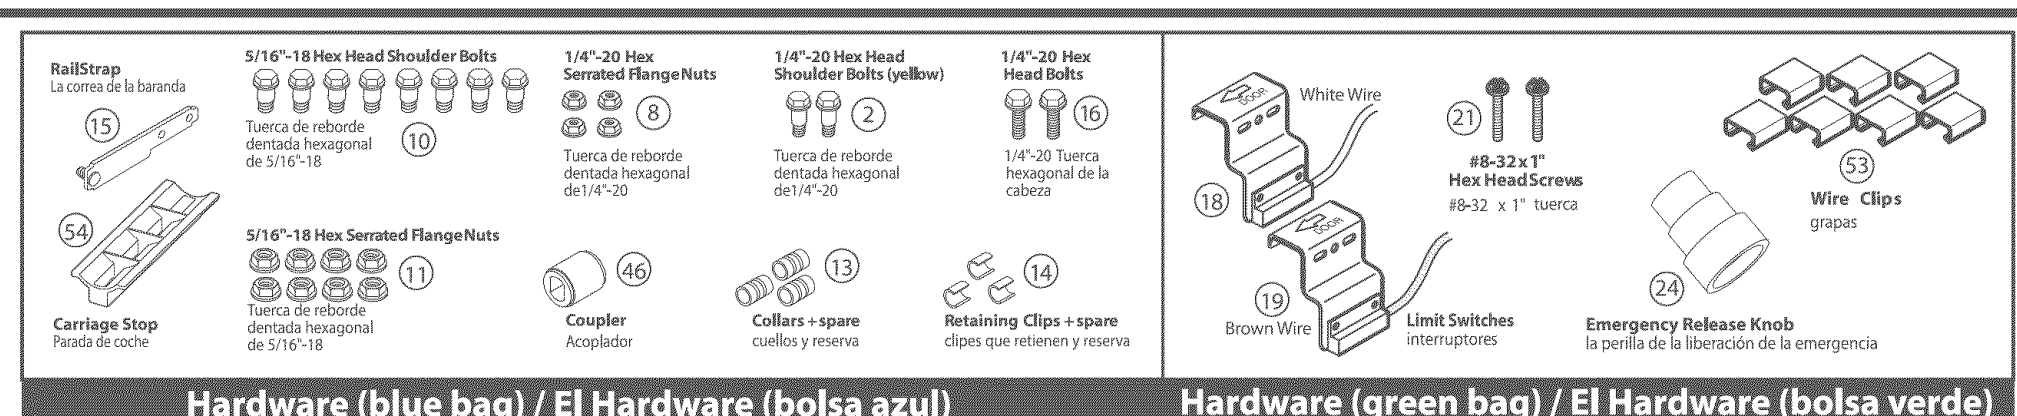 RailStrap
La correa de la baranda
15
54
Carriage Stop
Parada de coche
5/16"-18 Hex Head Shoulder Bolts
Tuerca de reborde
dentada hexagonal
de 5/16"-18
10
5/16"-18 Hex Serrated Flange Nuts
11
Tuerca de reborde
dentada hexagonal
de 5/16"-18
1/4"-20 Hex
Serrated Flange Nuts
8
Tuerca de reborde
dentada hexagonal
de1/4"-20
1/4"-20 Hex Head
Shoulder Bolts (yellow)
2
Tuerca de reborde
dentada hexagonal
de1/4"-20
1/4"-20 Hex
Head Bolts
16
1/4"-20 Tuerca
hexagonal de la
cabeza
46
Coupler
Acoplador
13
Collars + spare
cuellos y reserva
14
Retaining Clips + spare
clipes que retienen y reserva
Hardware (blue bag) / El Hardware (bolsa azul)
DOOR
White Wire
18
DOOR
19
Brown Wire
Limit Switches
interruptores
21
#8-32 x 1"
Hex Head Screws
#8-32 x 1" tuerca
53
Wire Clips
grapas
24
Emergency Release Knob
la perilla de la liberación de la emergencia
Hardware (green bag) / El Hardware (bolsa verde)